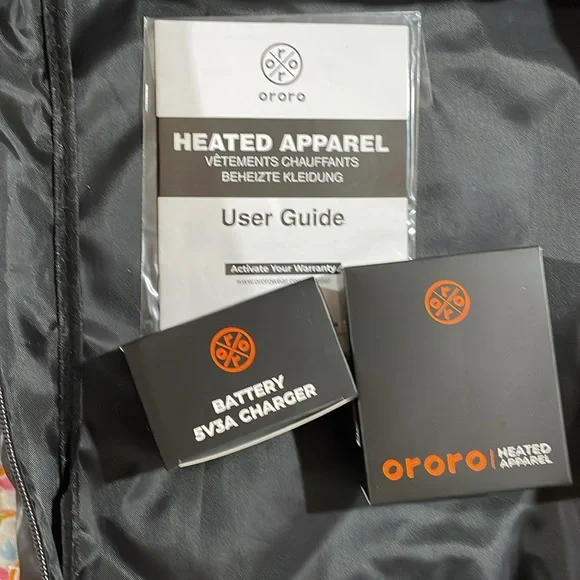 ororo
HEATED APPAREL
VÊTEMENTS CHAUFFANTS
BEHEIZTE KLEIDUNG
User Guide
Activate Your Warranty
BATTERY
5V3A CHARGER
ororo | HEATED
APPAREL